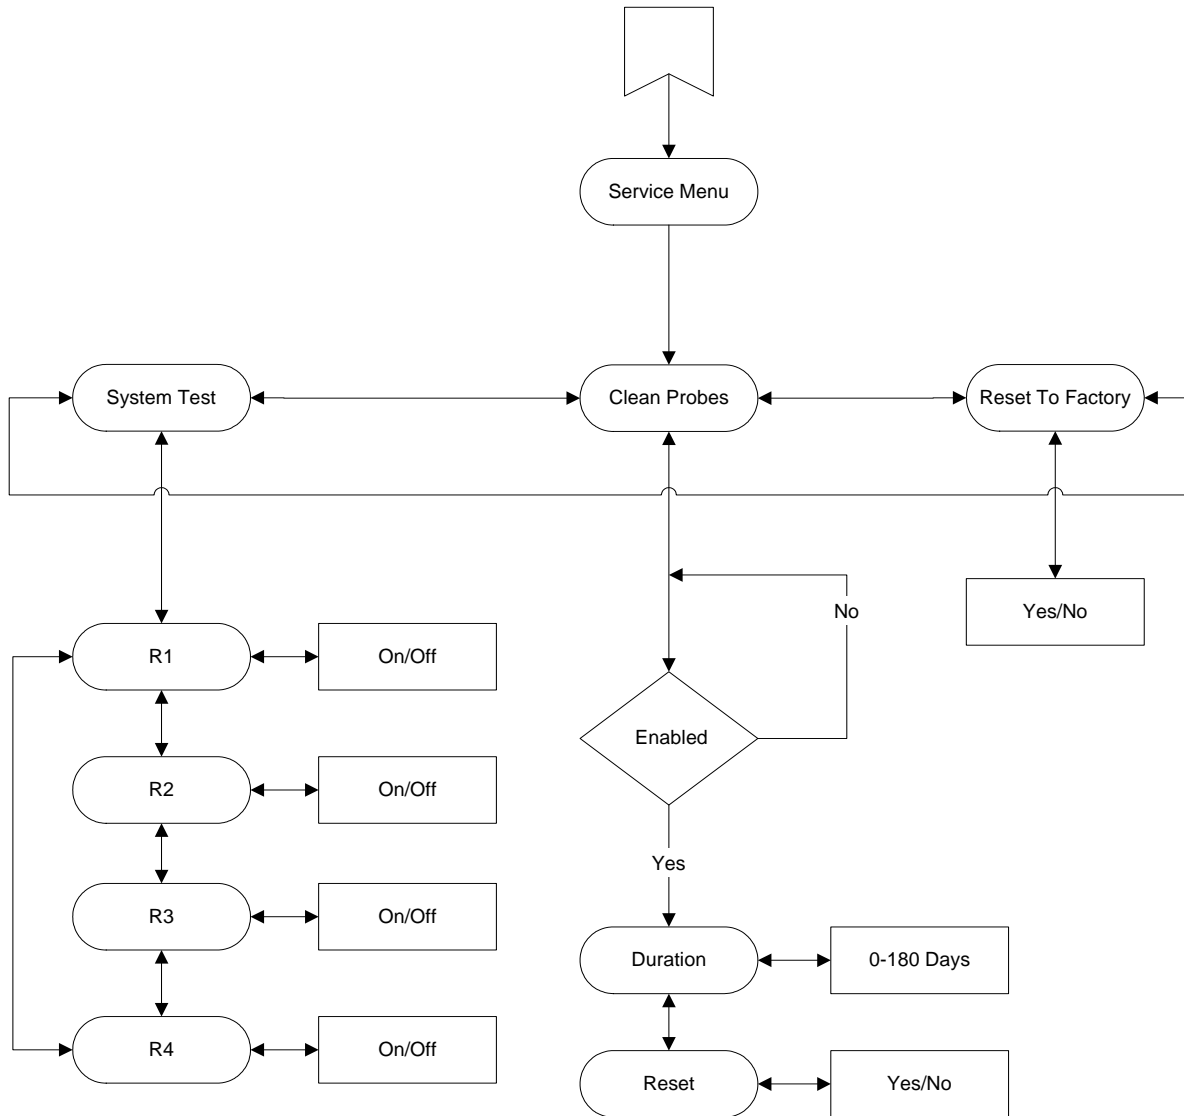 Service Menu
System Test
Clean Probes
Reset To Factory
No
Yes/No
R1
On/Off
Enabled
R2
On/Off
Yes
R3
On/Off
Duration
0-180 Days
R4
On/Off
Reset
Yes/No